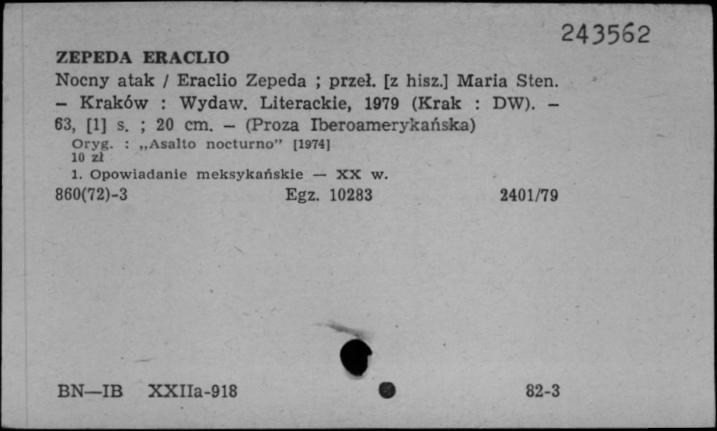 243562
ZEPEDA ERACLIO
Nocny atak / Eraclio Zepeda ; przeł. [z hisz.] Maria Sten.
— Kraków : Wydaw. Literackie, 1979 (Krak : DW). —
63, [1] s. ; 20 cm. — (Proza Iberoamerykańska)
Oryg. : „Asalto nocturno” [1974]
10 zł
1. Opowiadanie meksykańskie — XX w.
860(72)-3 Egz. 10283 2401/79
BN—IB XXIIa-918 82-3